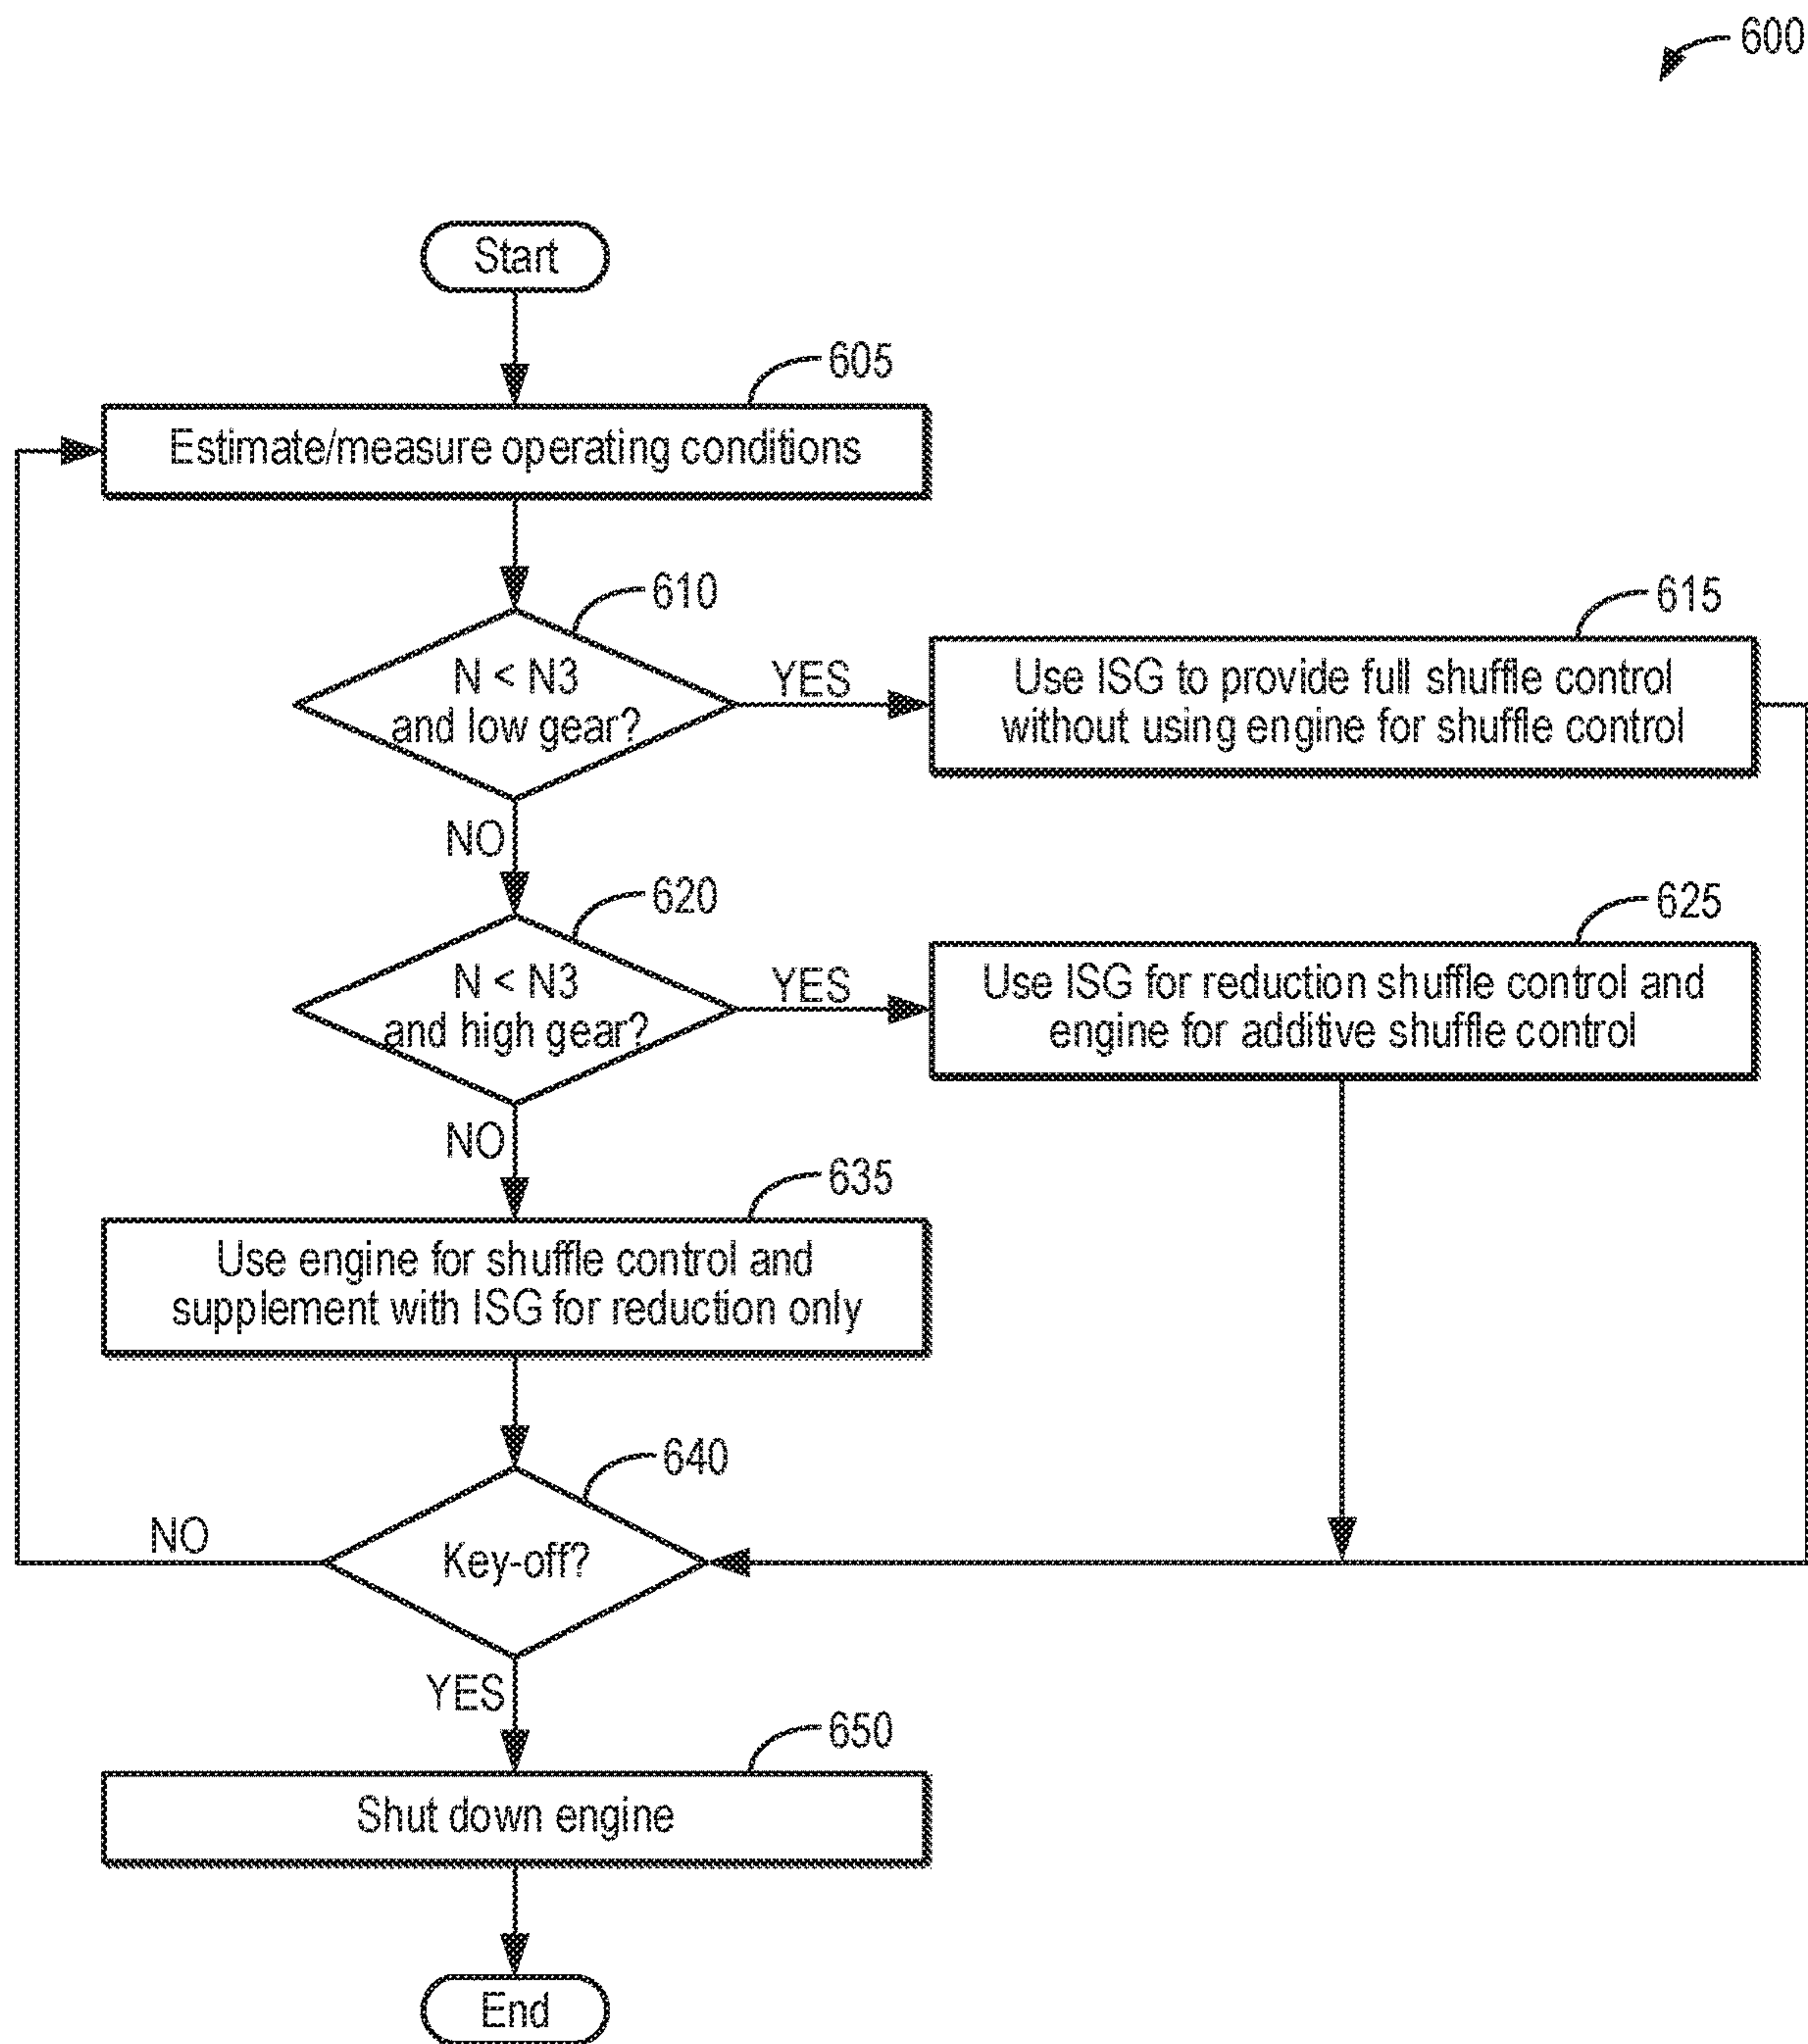 600
Start
605
Estimate/measure operating conditions
610
N < N3
and low gear?
YES
615
Use ISG to provide full shuffle control
without using engine for shuffle control
NO
620
N < N3
and high gear?
YES
625
Use ISG for reduction shuffle control and
engine for additive shuffle control
NO
635
Use engine for shuffle control and
supplement with ISG for reduction only
640
Key-off?
NO
YES
650
Shut down engine
End